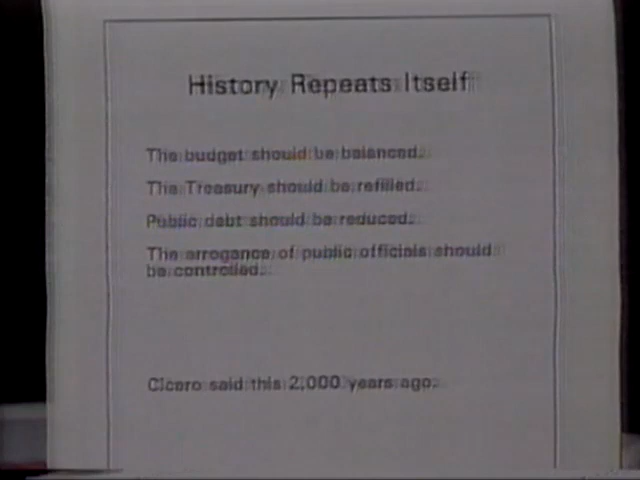 History Repeats Itself
The budget should be balanced.
The Treasury should be refilled.
Public debt should be reduced.
The arrogance of public officials should
be controlled.
Cicero said this 2,000 years ago.